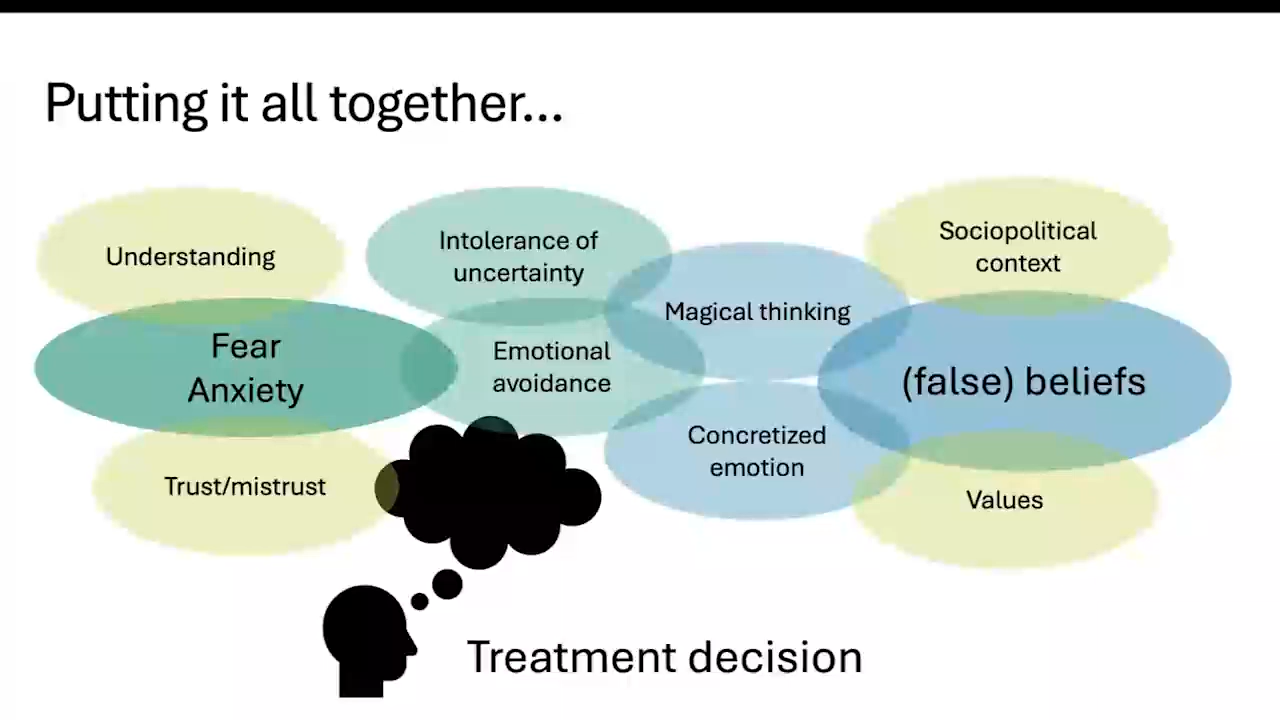 Putting it all together...
Understanding
Intolerance of
uncertainty
Sociopolitical
context
Magical thinking
Fear
Anxiety
Emotional
avoidance
(false) beliefs
Concretized
emotion
Trust/mistrust
Values
Treatment decision